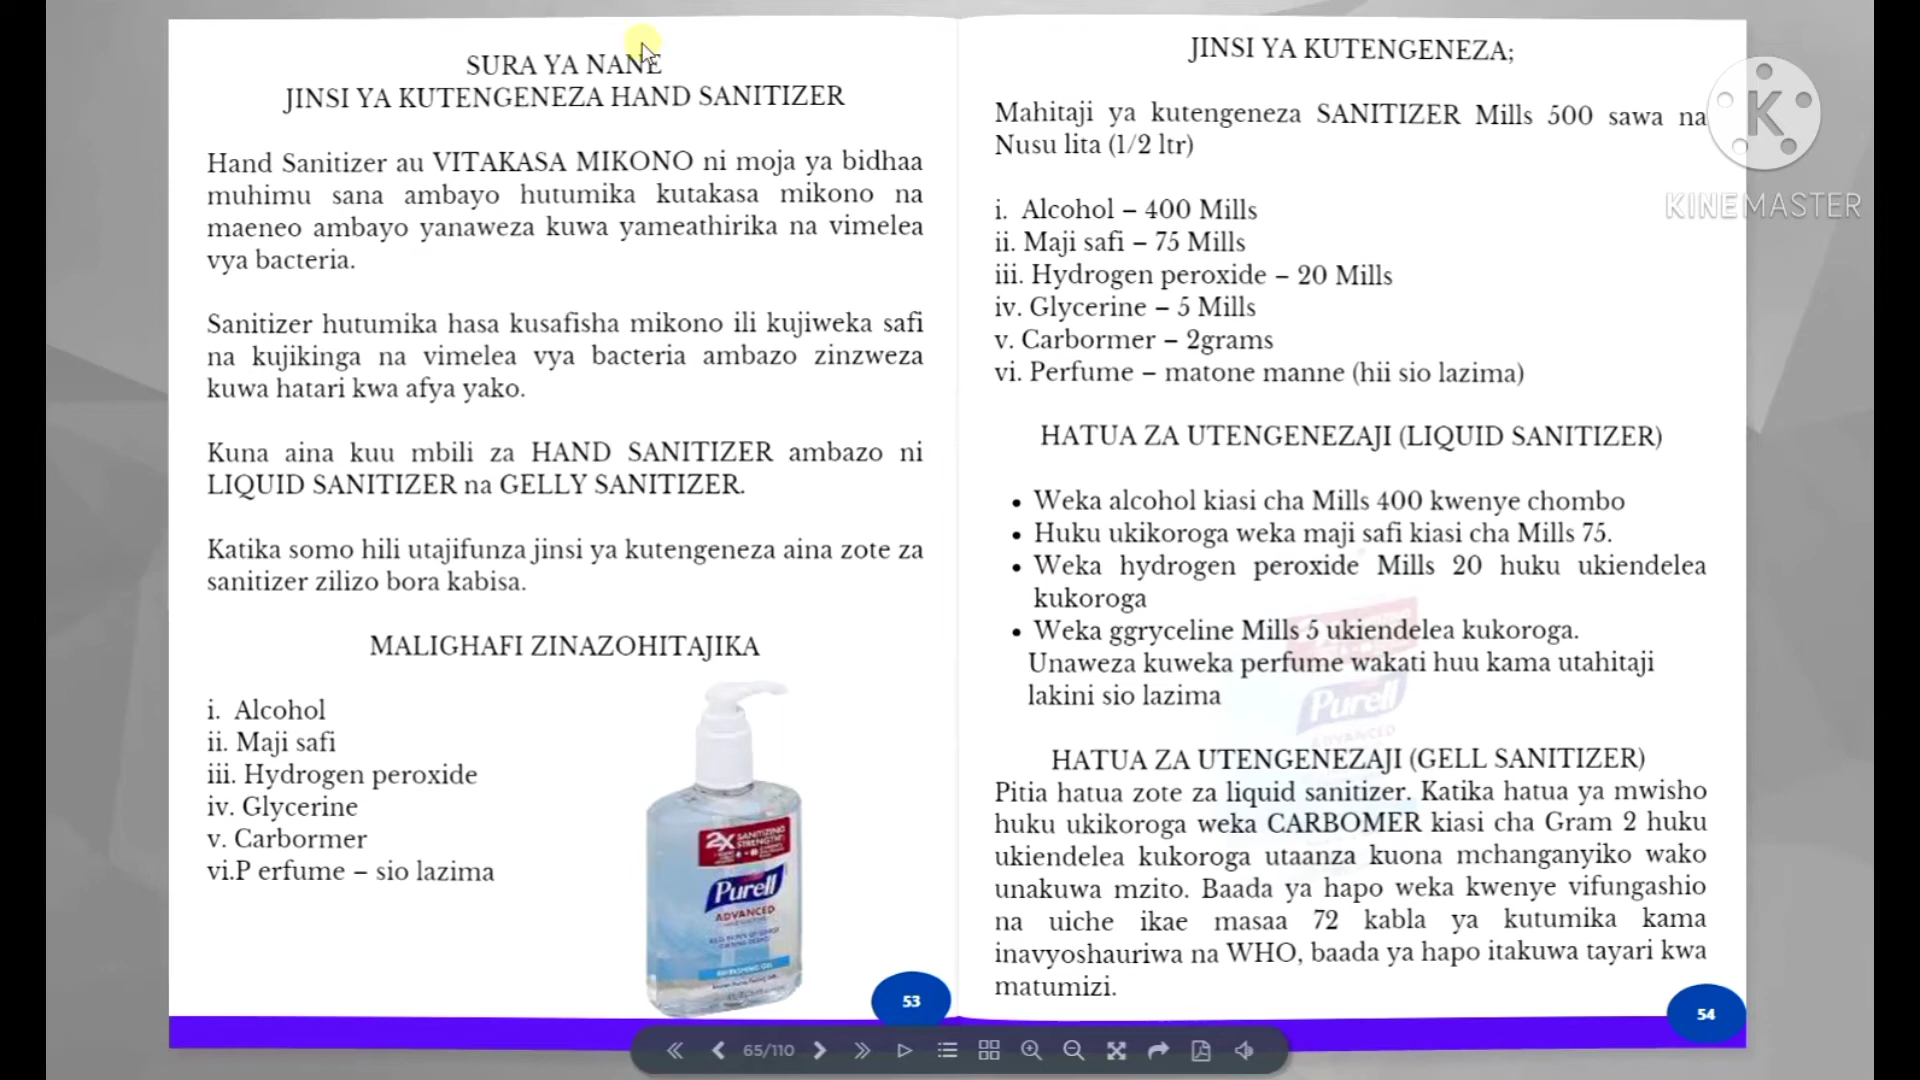 SURA YA NANE
JINSI YA KUTENGENEZA HAND SANITIZER
Hand Sanitizer au VITAKASA MIKONO ni moja ya bidhaa
muhimu sana ambayo hutumika kutakasa mikono na
maeneo ambayo yanaweza kuwa yameathirika na vimelea
vya bacteria.
Sanitizer hutumika hasa kusafisha mikono ili kujiweka safi
na kujikinga na vimelea vya bacteria ambazo zinzweza
kuwa hatari kwa afya yako.
Kuna aina kuu mbili za HAND SANITIZER ambazo ni
LIQUID SANITIZER na GELLY SANITIZER.
Katika somo hili utajifunza jinsi ya kutengeneza aina zote za
sanitizer zilizo bora kabisa.
MALIGHAFI ZINAZOHITAJIKA
i. Alcohol
ii. Maji safi
iii. Hydrogen peroxide
iv. Glycerine
v. Carbormer
vi.P erfume – sio lazima
2X SANITIZING
STRENGTH
Purell
ADVANCED
REFRESHING GEL
53
JINSI YA KUTENGENEZA;
Mahitaji ya kutengeneza SANITIZER Mills 500 sawa na
Nusu lita (1/2 ltr)
i. Alcohol – 400 Mills
ii. Maji safi – 75 Mills
iii. Hydrogen peroxide – 20 Mills
iv. Glycerine – 5 Mills
v. Carbormer – 2grams
vi. Perfume – matone manne (hii sio lazima)
HATUA ZA UTENGENEZAJI (LIQUID SANITIZER)
• Weka alcohol kiasi cha Mills 400 kwenye chombo
• Huku ukikoroga weka maji safi kiasi cha Mills 75.
• Weka hydrogen peroxide Mills 20 huku ukiendelea
kukoroga
• Weka ggryceline Mills 5 ukiendelea kukoroga.
Unaweza kuweka perfume wakati huu kama utahitaji
lakini sio lazima
Purell
ADVANCED
HATUA ZA UTENGENEZAJI (GELL SANITIZER)
Pitia hatua zote za liquid sanitizer. Katika hatua ya mwisho
huku ukikoroga weka CARBOMER kiasi cha Gram 2 huku
ukiendelea kukoroga utaanza kuona mchanganyiko wako
unakuwa mzito. Baada ya hapo weka kwenye vifungashio
na uiche ikae masaa 72 kabla ya kutumika kama
inavyoshauriwa na WHO, baada ya hapo itakuwa tayari kwa
matumizi.
54
K
KINEMASTER
65/110